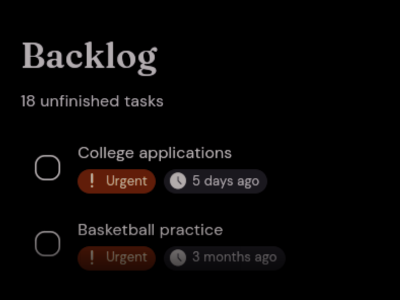 Backlog
18 unfinished tasks
College applications
! Urgent 5 days ago
Basketball practice
! Urgent 3 months ago